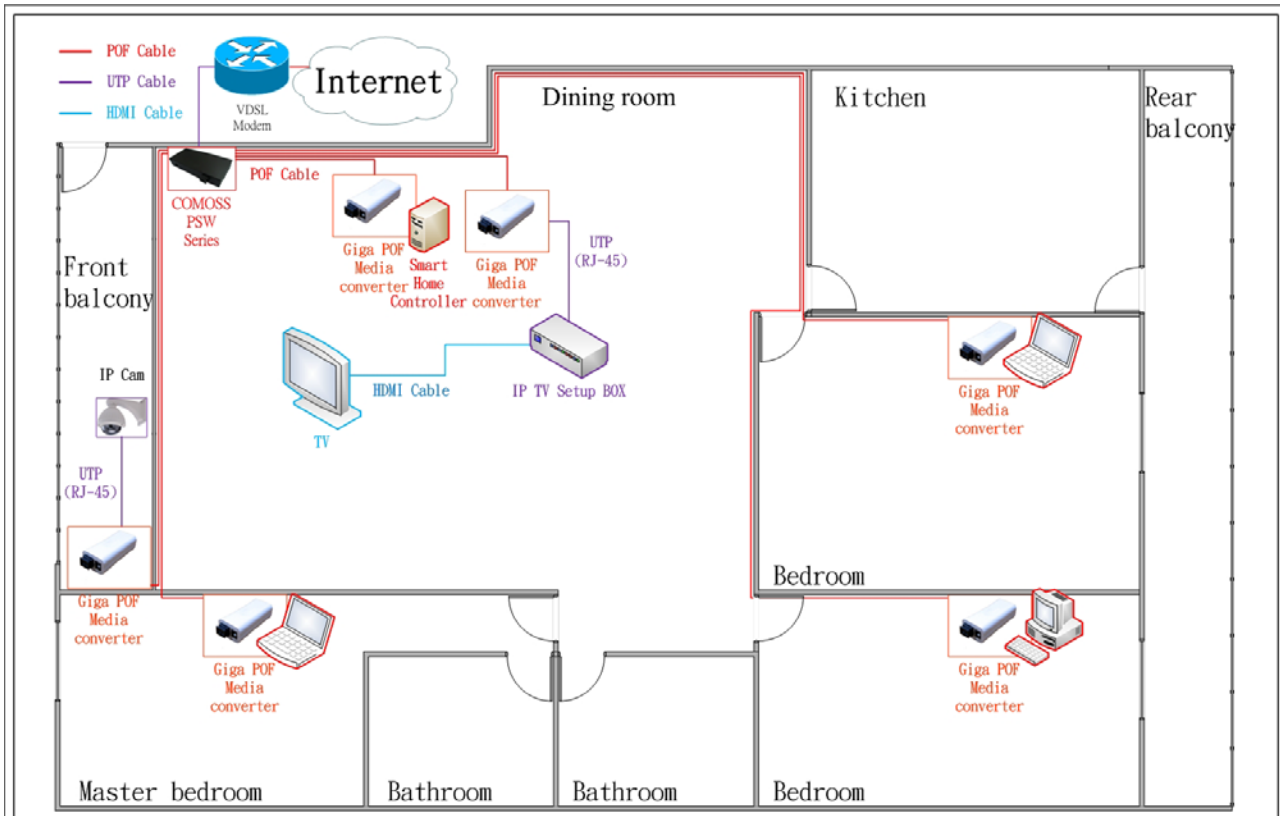 POF Cable
UTP Cable
HDMI Cable
VDSL
Modem
Internet
Dining room
Kitchen
Rear
balcony
COMOSS
PSW
Series
POF Cable
Giga POF
Media
converter
Smart
Home
Controller
Giga POF
Media
converter
UTP
(RJ-45)
Front
balcony
IP Cam
UTP
(RJ-45)
TV
HDMI Cable
IP TV Setup BOX
Giga POF
Media
converter
Bedroom
Giga POF
Media
converter
Giga POF
Media
converter
Giga POF
Media
converter
Master bedroom
Bathroom
Bathroom
Bedroom